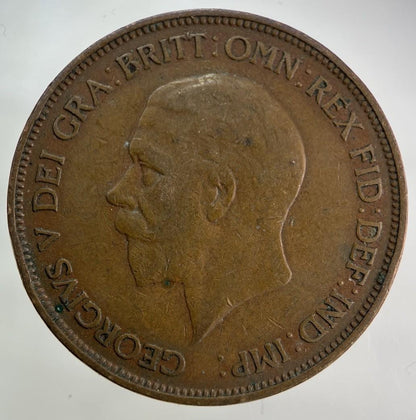 GEORGIVS V DEI GRA: BRITT: OMN: REX FID: DEF: IND: IMP: